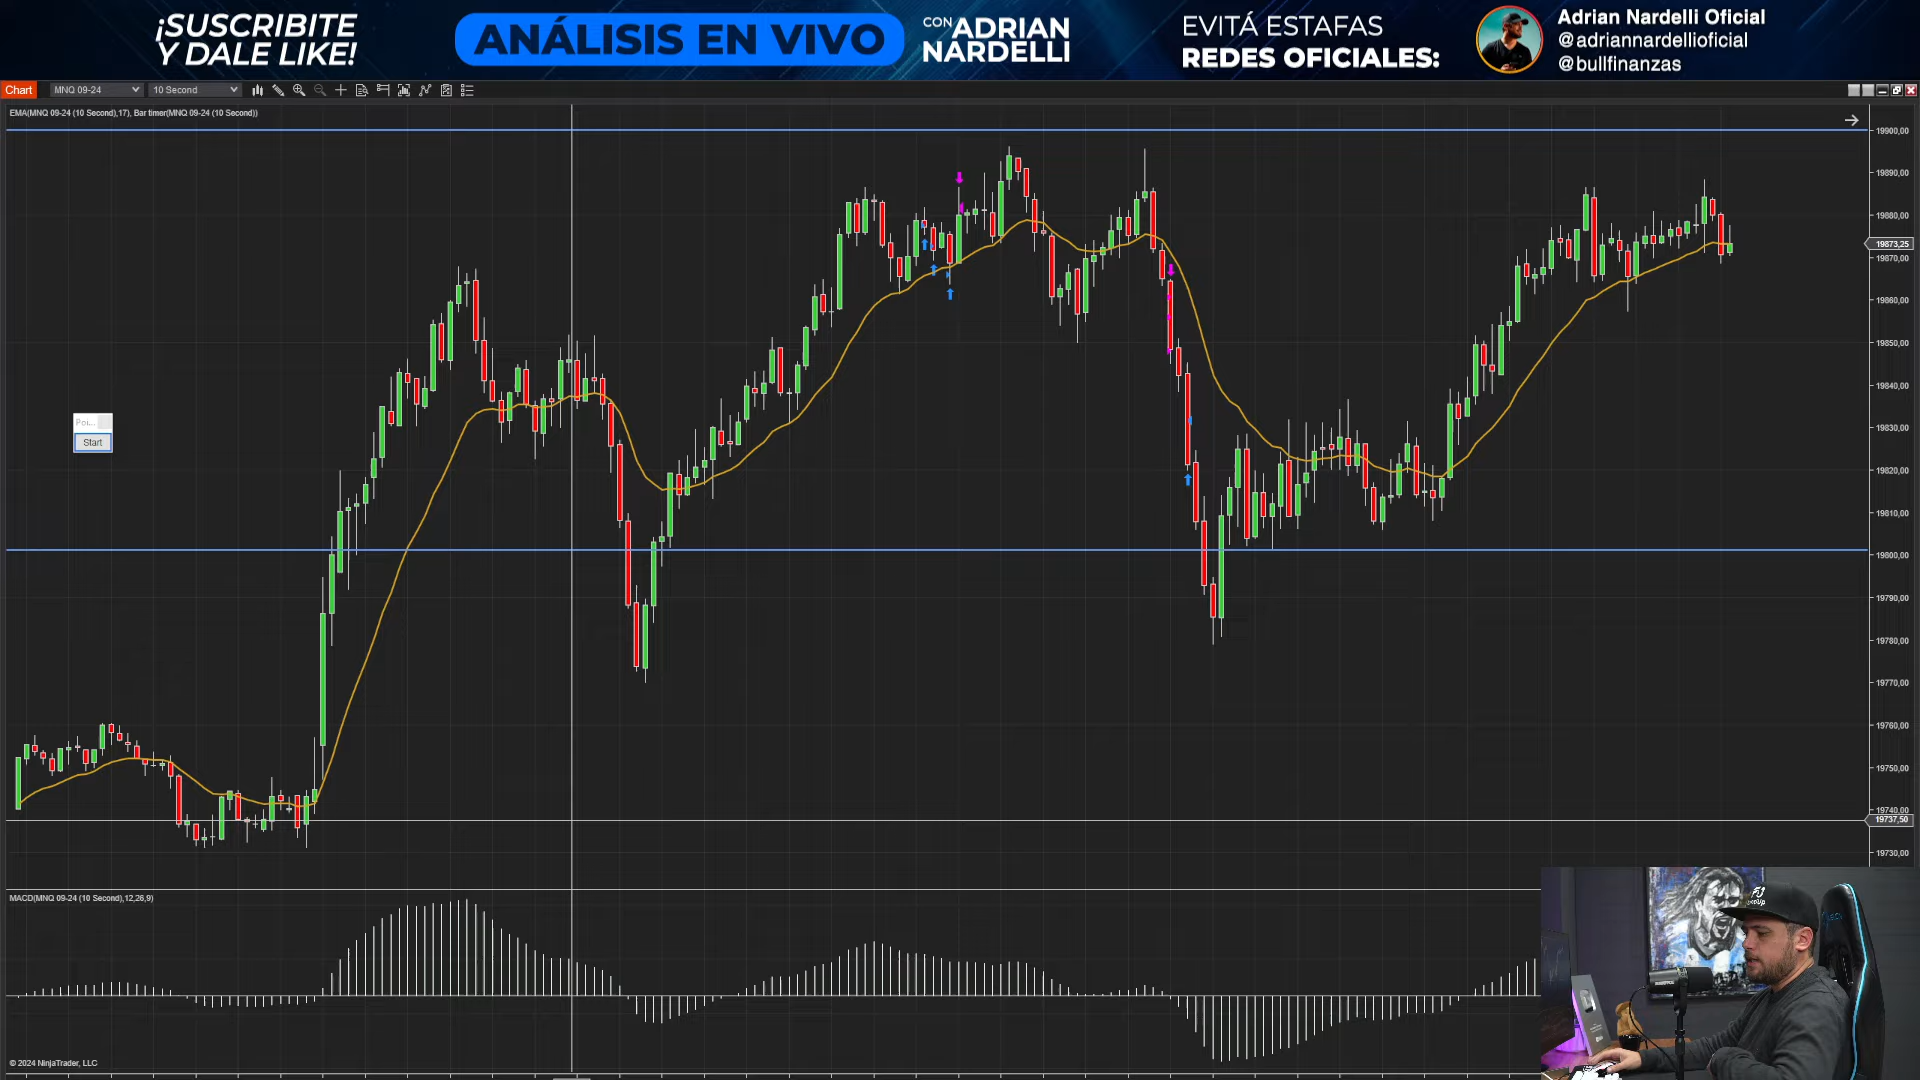 ¡SUSCRIBITE
Y DALE LIKE!
ANÁLISIS EN VIVO
CON ADRIAN
NARDELLI
EVITÁ ESTAFAS
REDES OFICIALES:
Adrian Nardelli Oficial
@adriannardellioficial
@bullfinanzas
Chart
MNQ 09-24
10 Second
EMA(MNQ 09-24 (10 Second),17), Bar timer(MNQ 09-24 (10 Second))
19900,00
19890,00
19880,00
19873,25
19870,00
19860,00
19850,00
19840,00
19830,00
19820,00
19810,00
19800,00
19790,00
19780,00
19770,00
19760,00
19750,00
19740,00
19737,50
19730,00
Poi...
Start
MACD(MNQ 09-24 (10 Second),12,26,9)
© 2024 NinjaTrader, LLC